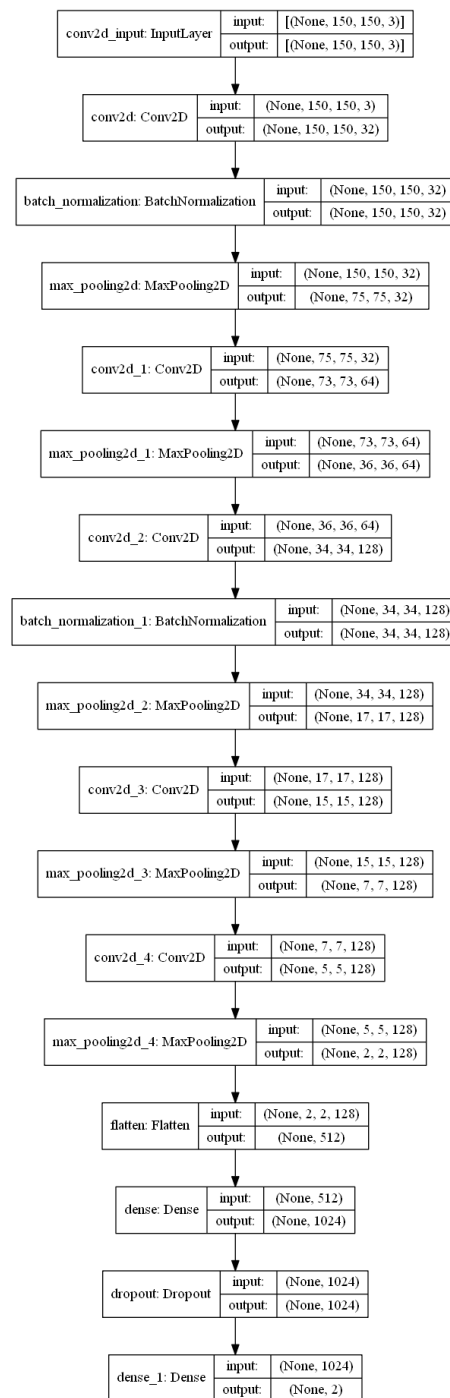 conv2d_input: InputLayer
input: [(None, 150, 150, 3)]
output: [(None, 150, 150, 3)]
conv2d: Conv2D
input: (None, 150, 150, 3)
output: (None, 150, 150, 32)
batch_normalization: BatchNormalization
input: (None, 150, 150, 32)
output: (None, 150, 150, 32)
max_pooling2d: MaxPooling2D
input: (None, 150, 150, 32)
output: (None, 75, 75, 32)
conv2d_1: Conv2D
input: (None, 75, 75, 32)
output: (None, 73, 73, 64)
max_pooling2d_1: MaxPooling2D
input: (None, 73, 73, 64)
output: (None, 36, 36, 64)
conv2d_2: Conv2D
input: (None, 36, 36, 64)
output: (None, 34, 34, 128)
batch_normalization_1: BatchNormalization
input: (None, 34, 34, 128)
output: (None, 34, 34, 128)
max_pooling2d_2: MaxPooling2D
input: (None, 34, 34, 128)
output: (None, 17, 17, 128)
conv2d_3: Conv2D
input: (None, 17, 17, 128)
output: (None, 15, 15, 128)
max_pooling2d_3: MaxPooling2D
input: (None, 15, 15, 128)
output: (None, 7, 7, 128)
conv2d_4: Conv2D
input: (None, 7, 7, 128)
output: (None, 5, 5, 128)
max_pooling2d_4: MaxPooling2D
input: (None, 5, 5, 128)
output: (None, 2, 2, 128)
flatten: Flatten
input: (None, 2, 2, 128)
output: (None, 512)
dense: Dense
input: (None, 512)
output: (None, 1024)
dropout: Dropout
input: (None, 1024)
output: (None, 1024)
dense_1: Dense
input: (None, 1024)
output: (None, 2)